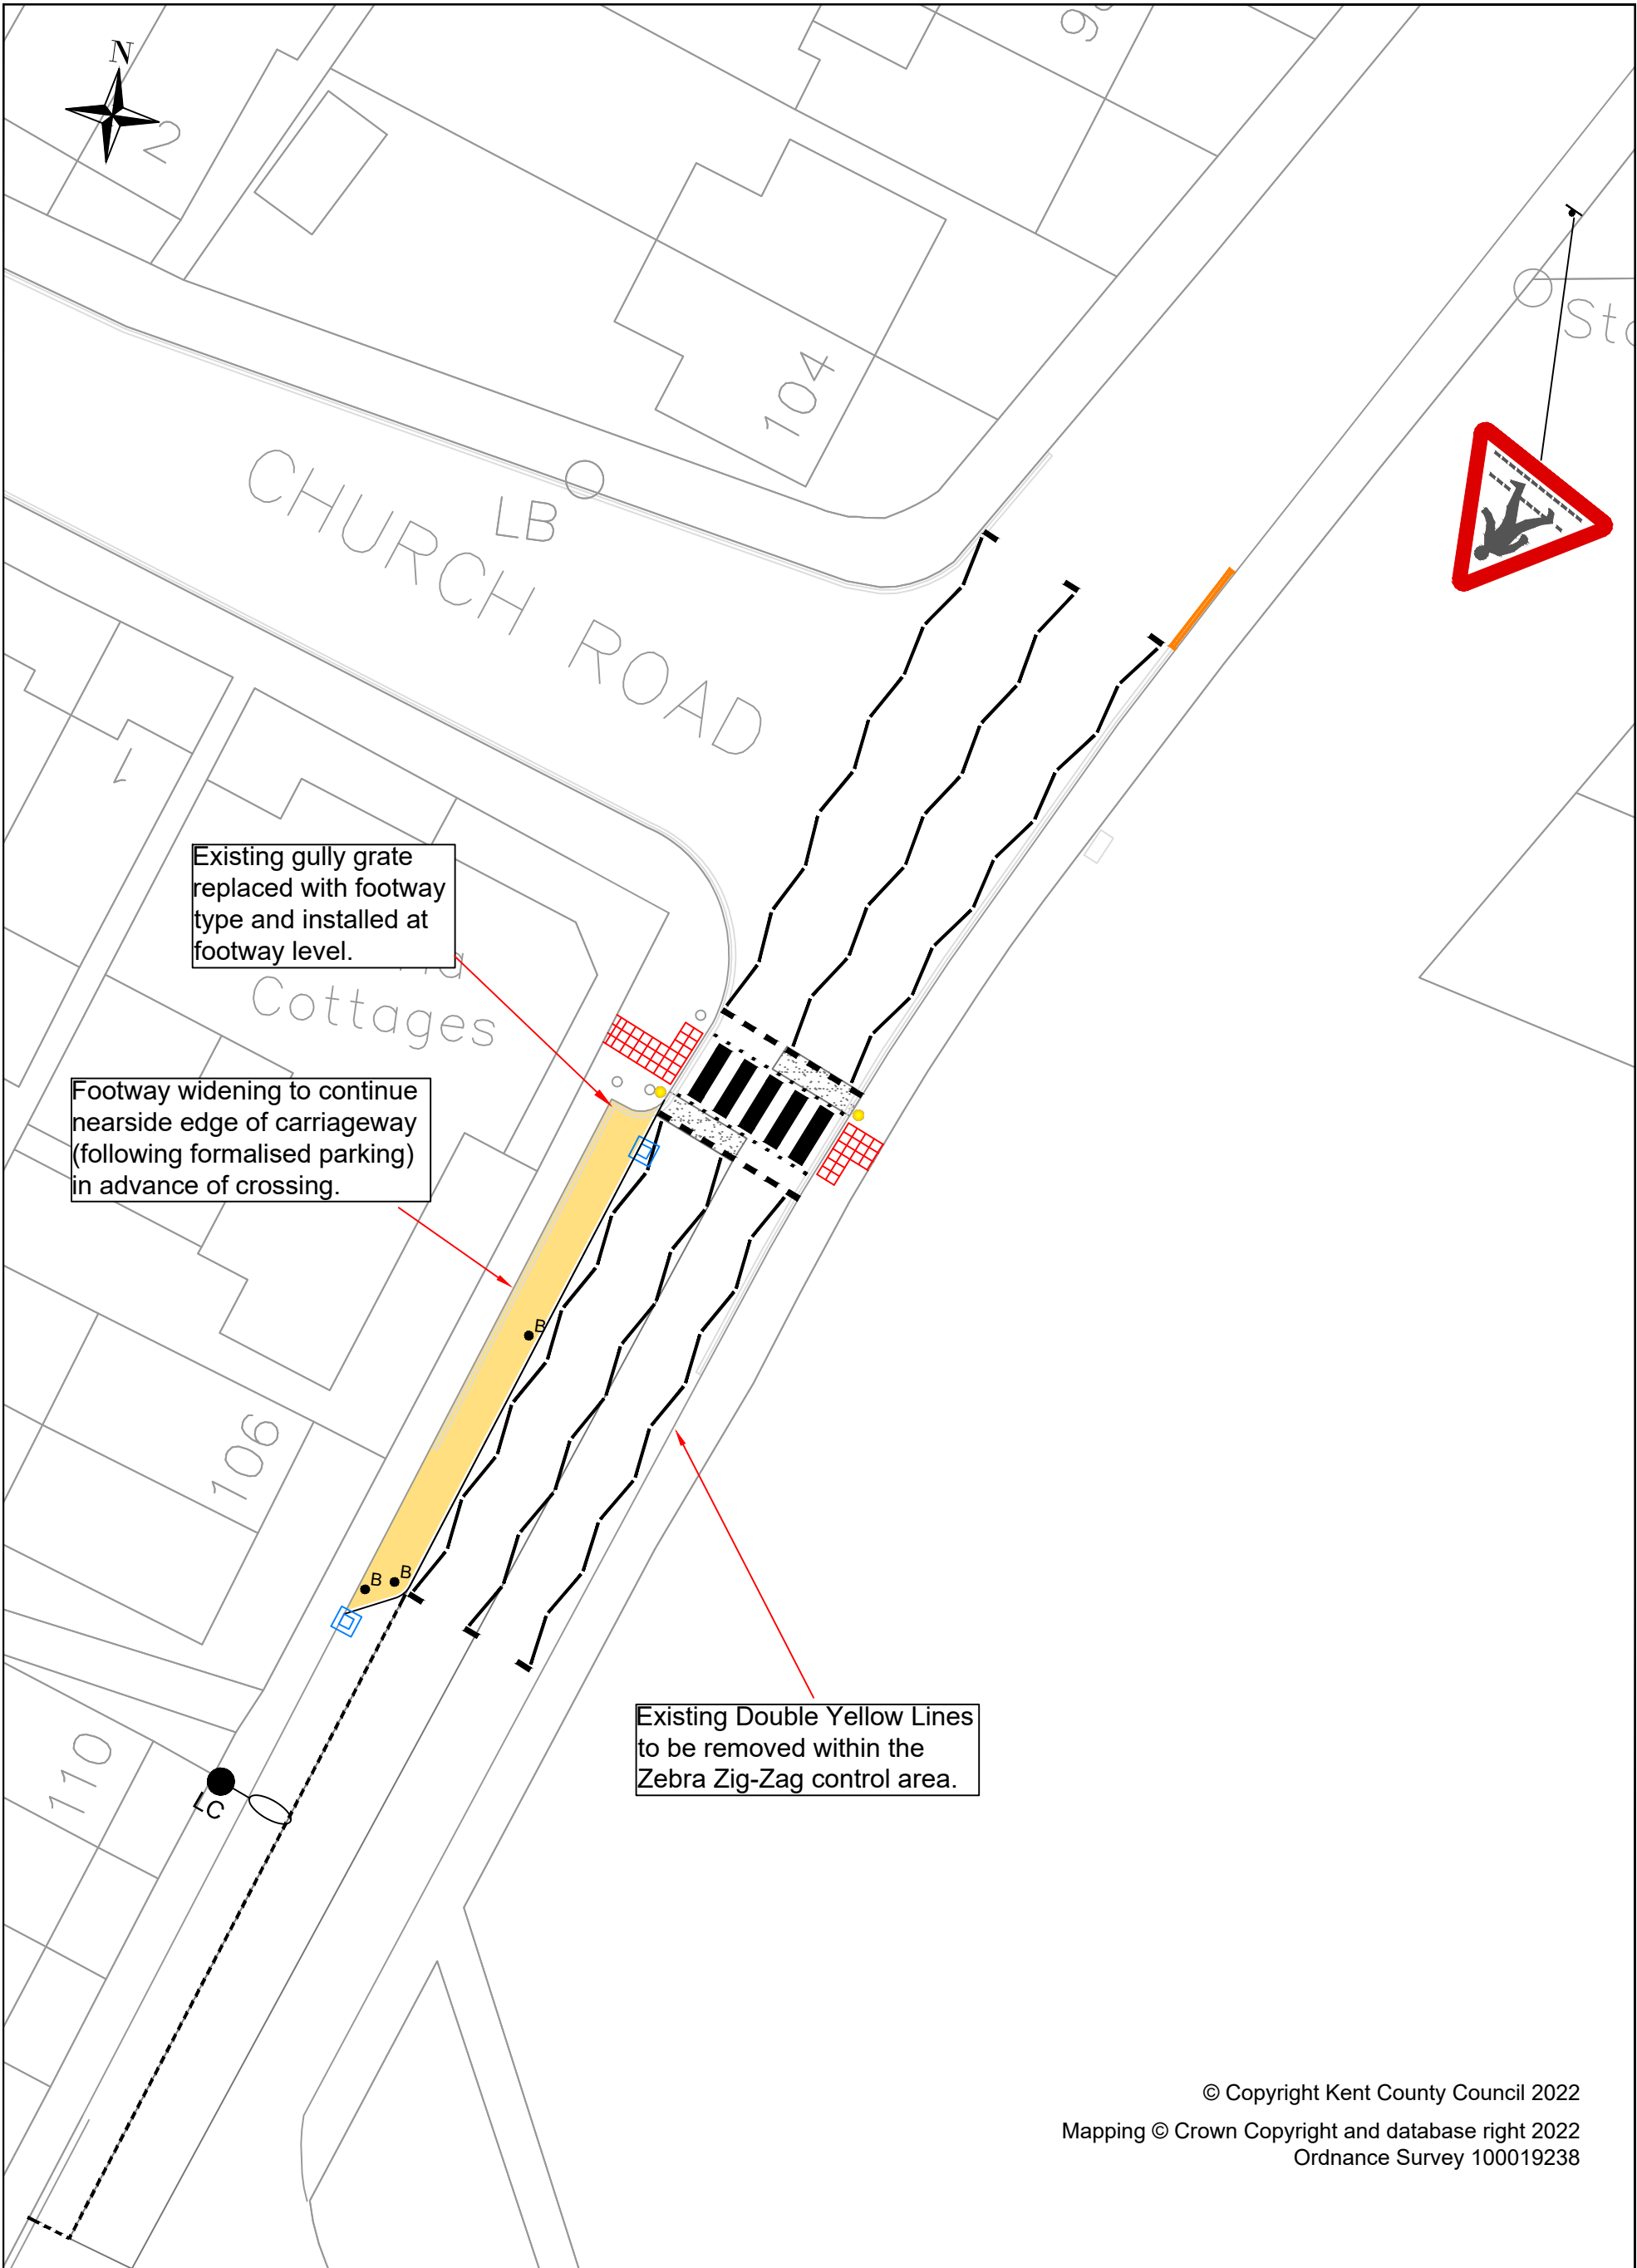 N
2
104
LB
CHURCH ROAD
1
Existing gully grate
replaced with footway
type and installed at
footway level.
Cottages
Footway widening to continue
nearside edge of carriageway
(following formalised parking)
in advance of crossing.
B
106
B
B
Existing Double Yellow Lines
to be removed within the
Zebra Zig-Zag control area.
110
LC
© Copyright Kent County Council 2022
Mapping © Crown Copyright and database right 2022
Ordnance Survey 100019238